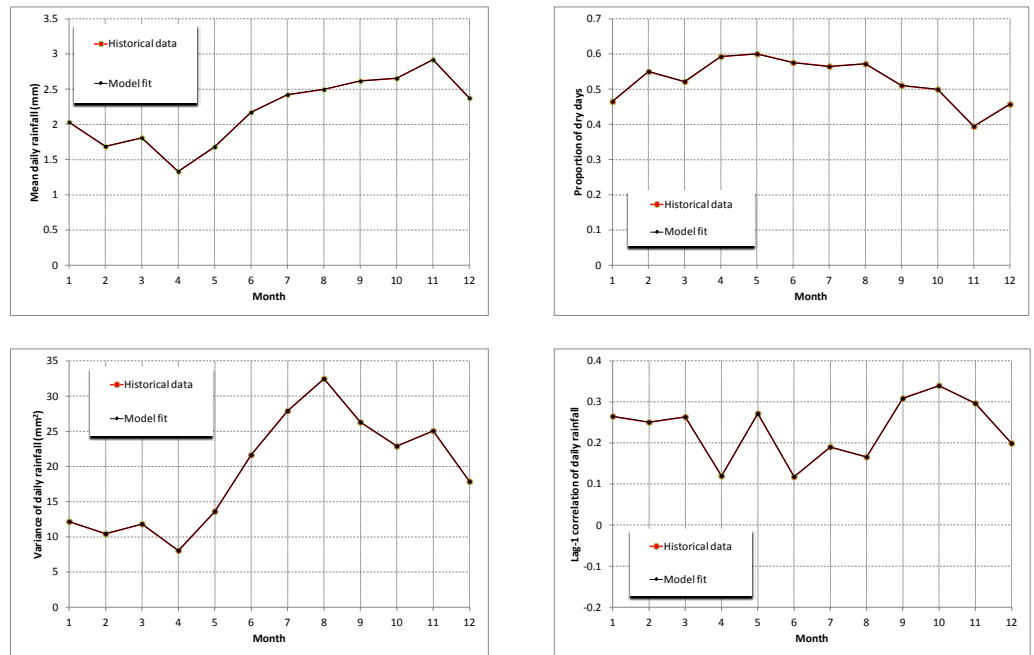 Mean daily rainfall (mm)
3.5
3
2.5
2
1.5
1
0.5
0
Historical data
Model fit
1 2 3 4 5 6 7 8 9 10 11 12
Month
Proportion of dry days
0.7
0.6
0.5
0.4
0.3
0.2
0.1
0
Historical data
Model fit
1 2 3 4 5 6 7 8 9 10 11 12
Month
Variance of daily rainfall (mm²)
35
30
25
20
15
10
5
0
Historical data
Model fit
1 2 3 4 5 6 7 8 9 10 11 12
Month
Lag-1 correlation of daily rainfall
0.4
0.3
0.2
0.1
0
-0.1
-0.2
Historical data
Model fit
1 2 3 4 5 6 7 8 9 10 11 12
Month